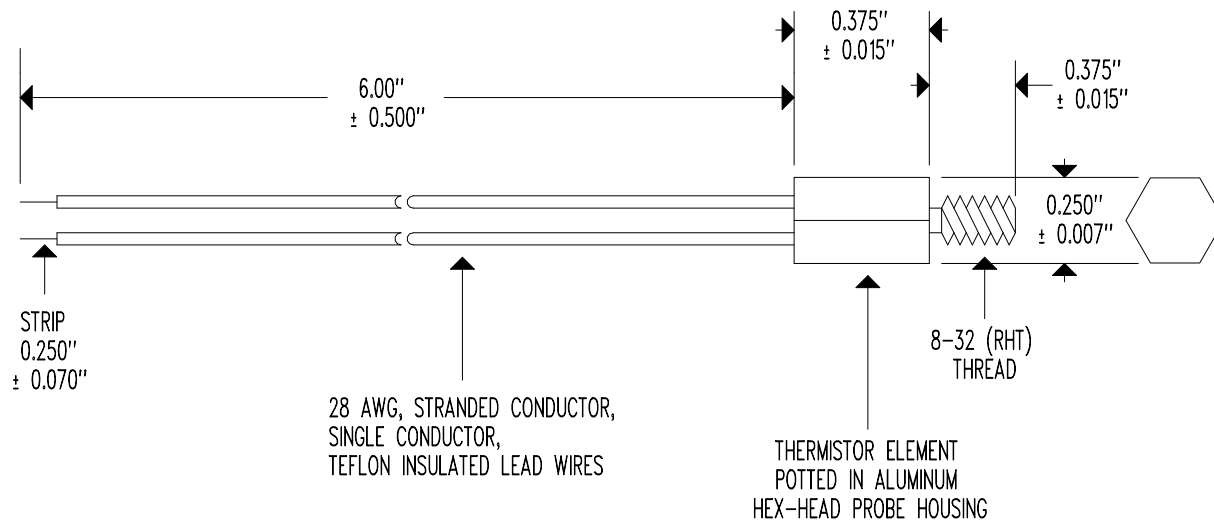 0.375"
± 0.015"
6.00"
± 0.500"
0.375"
± 0.015"
0.250"
± 0.007"
STRIP
0.250"
± 0.070"
8-32 (RHT)
THREAD
28 AWG, STRANDED CONDUCTOR,
SINGLE CONDUCTOR,
TEFLON INSULATED LEAD WIRES
THERMISTOR ELEMENT
POTTED IN ALUMINUM
HEX-HEAD PROBE HOUSING